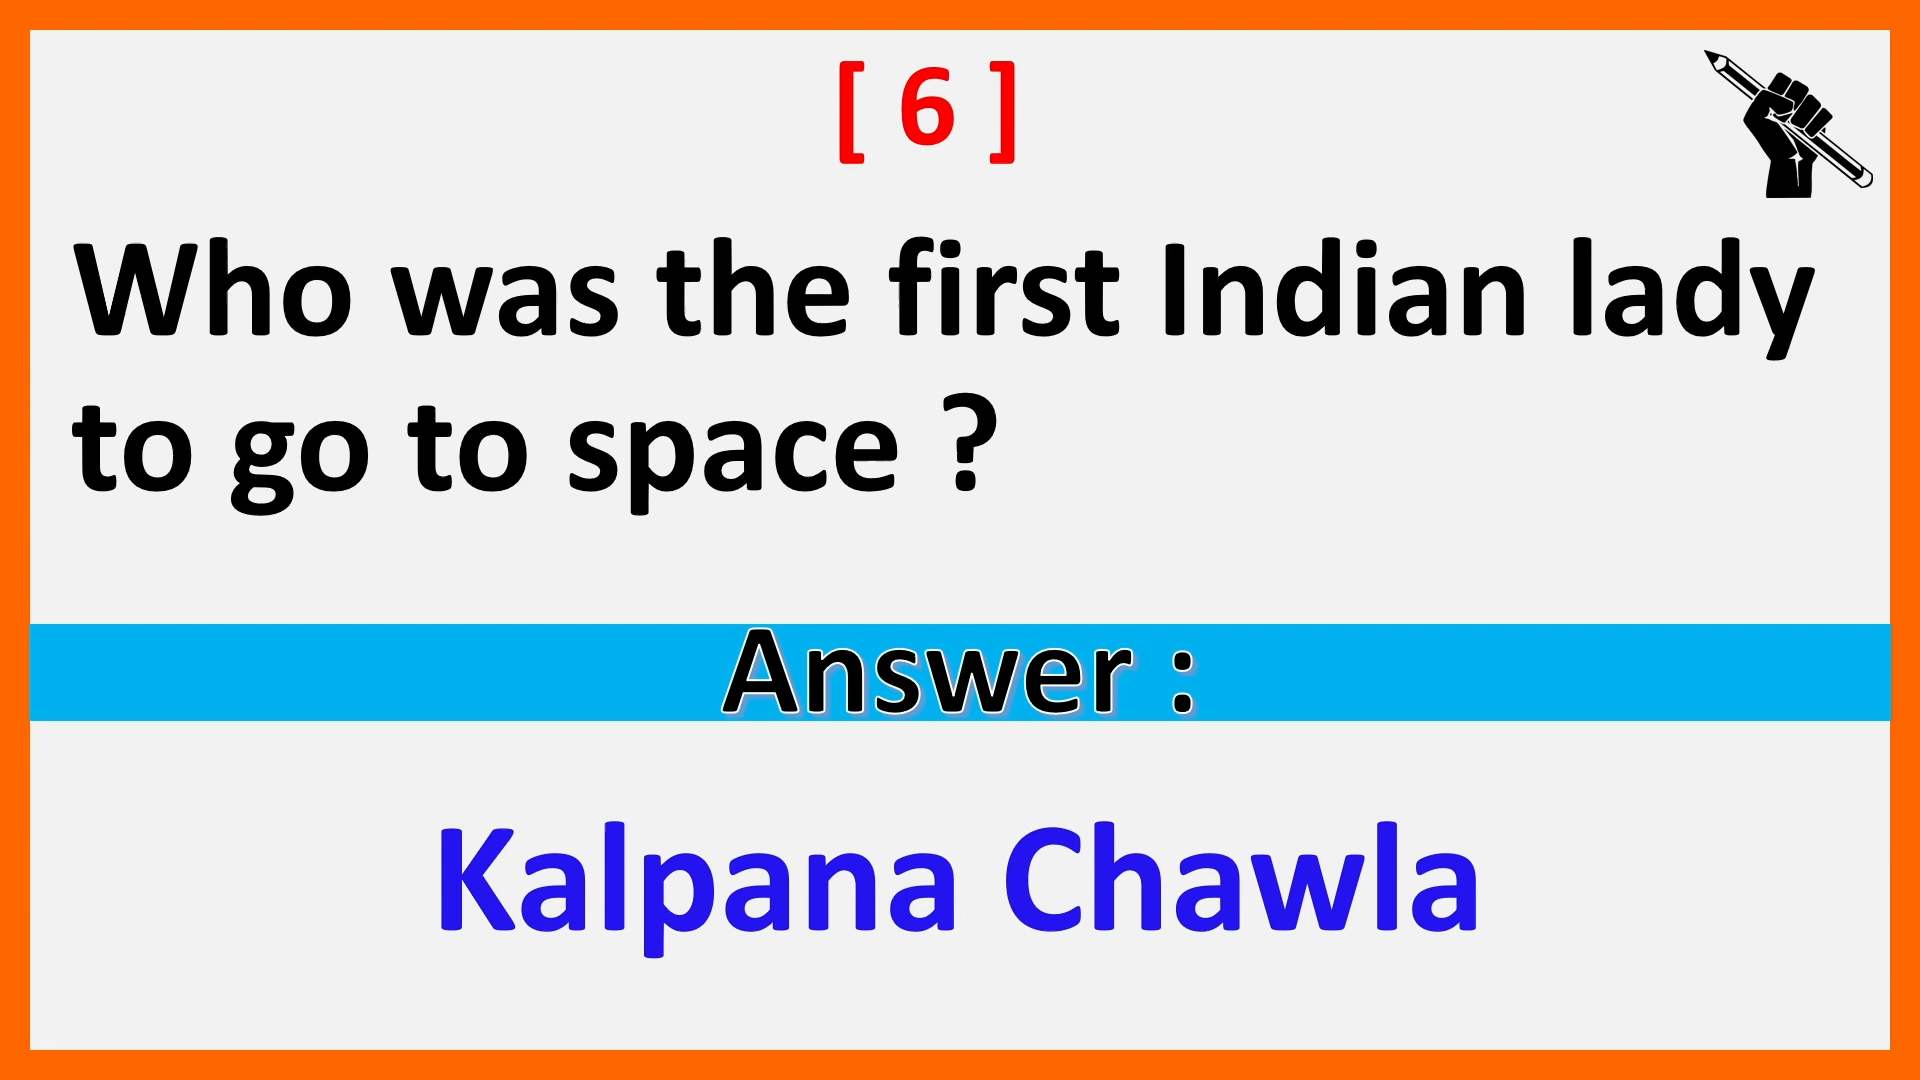 [ 6 ]
Who was the first Indian lady
to go to space ?
Answer :
Kalpana Chawla